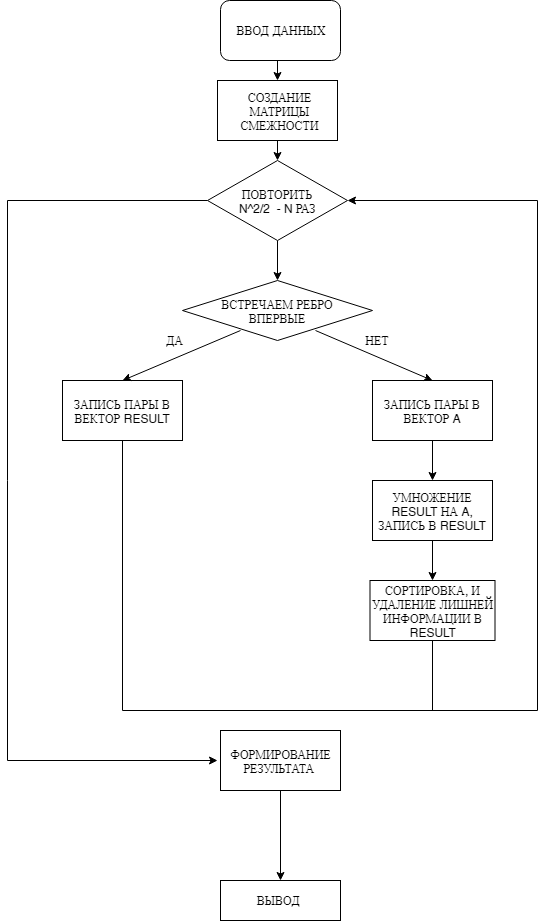 ВВОД ДАННЫХ
СОЗДАНИЕ
МАТРИЦЫ
СМЕЖНОСТИ
ПОВТОРИТЬ
N^2/2 - N РАЗ
ВСТРЕЧАЕМ РЕБРО
ВПЕРВЫЕ
ДА
НЕТ
ЗАПИСЬ ПАРЫ В
ВЕКТОР RESULT
ЗАПИСЬ ПАРЫ В
ВЕКТОР A
УМНОЖЕНИЕ
RESULT НА A,
ЗАПИСЬ В RESULT
СОРТИРОВКА, И
УДАЛЕНИЕ ЛИШНЕЙ
ИНФОРМАЦИИ В
RESULT
ФОРМИРОВАНИЕ
РЕЗУЛЬТАТА
ВЫВОД